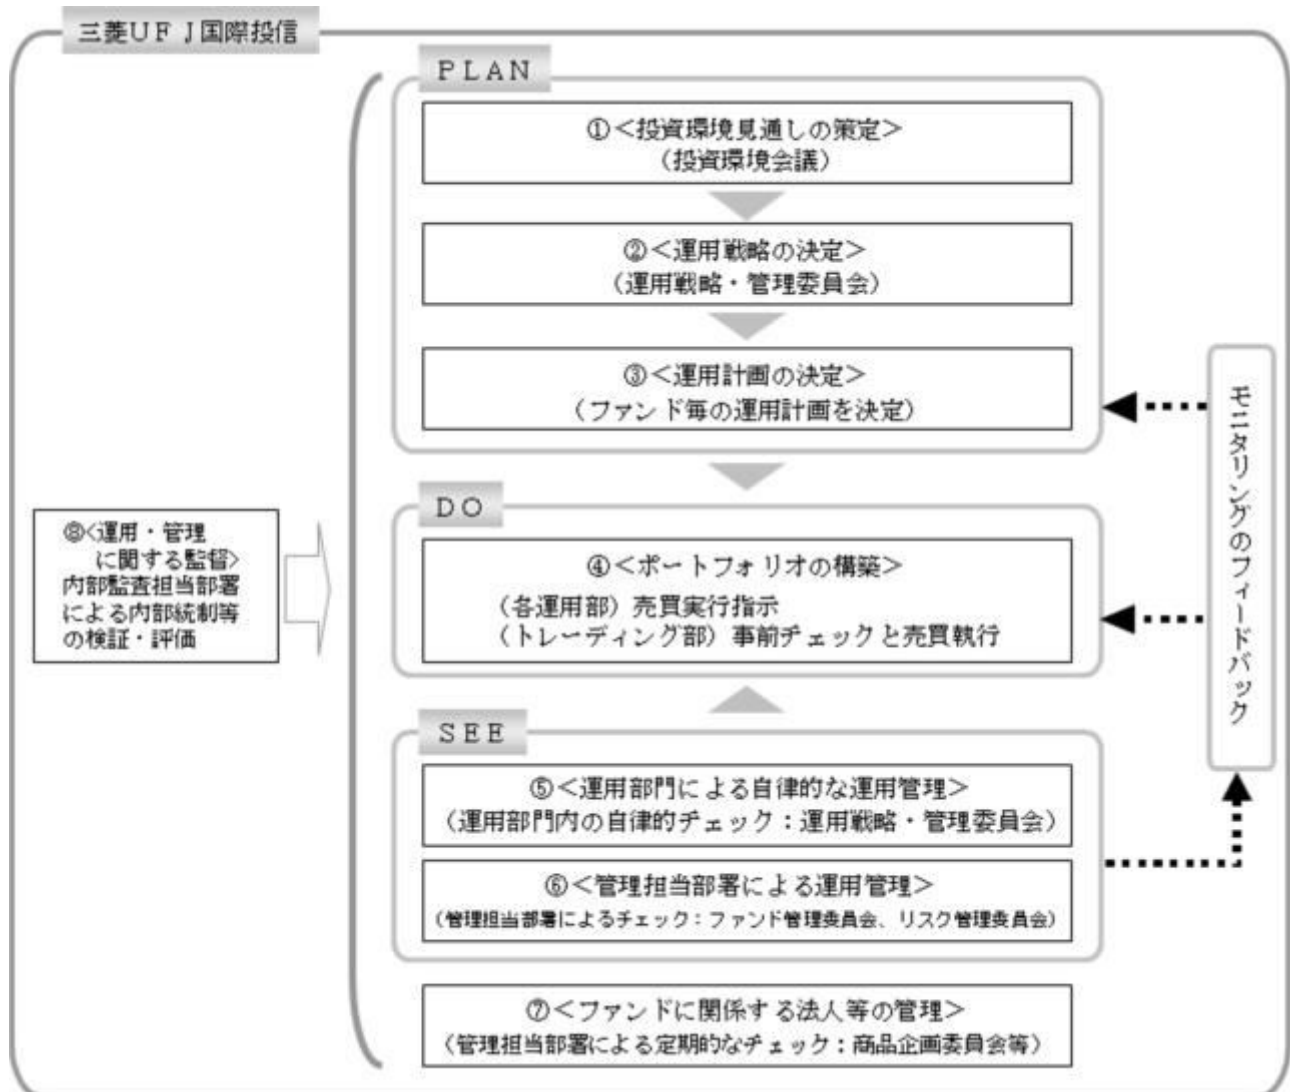 三菱ＵＦＪ国際投信
ＰＬＡＮ
①＜投資環境見通しの策定＞
（投資環境会議）
②＜運用戦略の決定＞
（運用戦略・管理委員会）
③＜運用計画の決定＞
（ファンド毎の運用計画を決定）
ＤＯ
④＜ポートフォリオの構築＞
（各運用部）売買実行指示
（トレーディング部）事前チェックと売買執行
ＳＥＥ
⑤＜運用部門による自律的な運用管理＞
（運用部門内の自律的チェック：運用戦略・管理委員会）
⑥＜管理担当部署による運用管理＞
（管理担当部署によるチェック：ファンド管理委員会、リスク管理委員会）
⑦＜ファンドに関係する法人等の管理＞
（管理担当部署による定期的なチェック：商品企画委員会等）
⑧<運用・管理
に関する監督>
内部監査担当部署
による内部統制等
の検証・評価
モニタリングのフィードバック